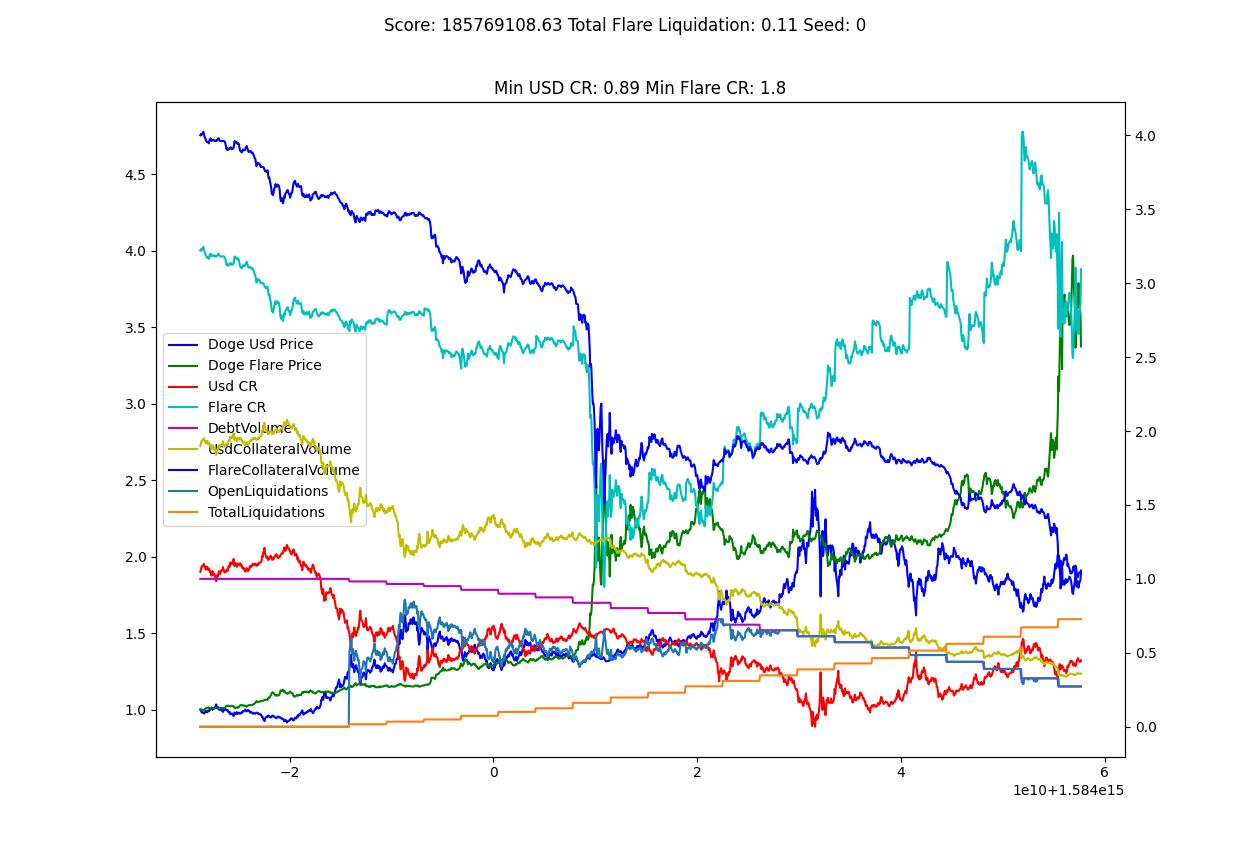 Score: 185769108.63 Total Flare Liquidation: 0.11 Seed: 0
Min USD CR: 0.89 Min Flare CR: 1.8
4.5
4.0
3.5
3.0
2.5
2.0
1.5
1.0
4.0
3.5
3.0
2.5
2.0
1.5
1.0
0.5
0.0
Doge Usd Price
Doge Flare Price
Usd CR
Flare CR
DebtVolume
UsdCollateralVolume
FlareCollateralVolume
OpenLiquidations
TotalLiquidations
−2 0 2 4 6
1e10+1.584e15